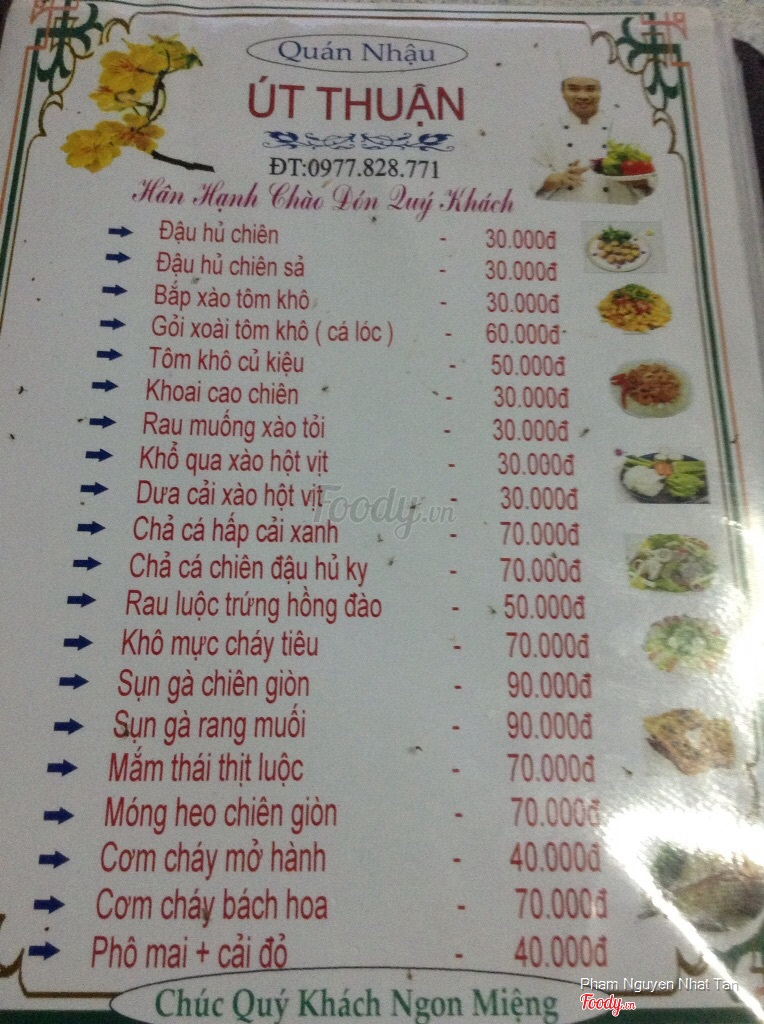 Quán Nhậu
ÚT THUẬN
ĐT:0977.828.771
Hân Hạnh Chào Đón Quý Khách
Đậu hủ chiên - 30.000đ
Đậu hủ chiên sả - 30.000đ
Bắp xào tôm khô - 30.000đ
Gỏi xoài tôm khô ( cá lóc ) - 60.000đ
Tôm khô củ kiệu - 50.000đ
Khoai cao chiên - 30.000đ
Rau muống xào tỏi - 30.000đ
Khổ qua xào hột vịt - 30.000đ
Dưa cải xào hột vịt - 30.000đ
Foody.vn
Chả cá hấp cải xanh - 70.000đ
Chả cá chiên đậu hủ ky - 70.000đ
Rau luộc trứng hồng đào - 50.000đ
Khô mực cháy tiêu - 70.000đ
Sụn gà chiên giòn - 90.000đ
Sụn gà rang muối - 90.000đ
Mắm thái thịt luộc - 70.000đ
Móng heo chiên giòn - 70.000đ
Cơm cháy mở hành - 40.000đ
Cơm cháy bách hoa - 70.000đ
Phô mai + cải đỏ - 40.000đ
Chúc Quý Khách Ngon Miệng
Pham Nguyen Nhat Tan
Foody.vn